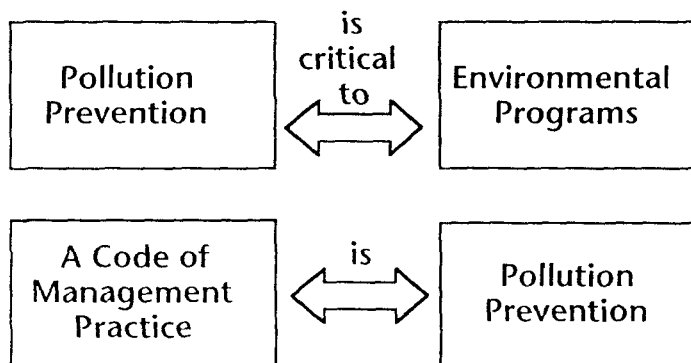 Pollution
Prevention
is
critical
to
Environmental
Programs
A Code of
Management
Practice
is
Pollution
Prevention